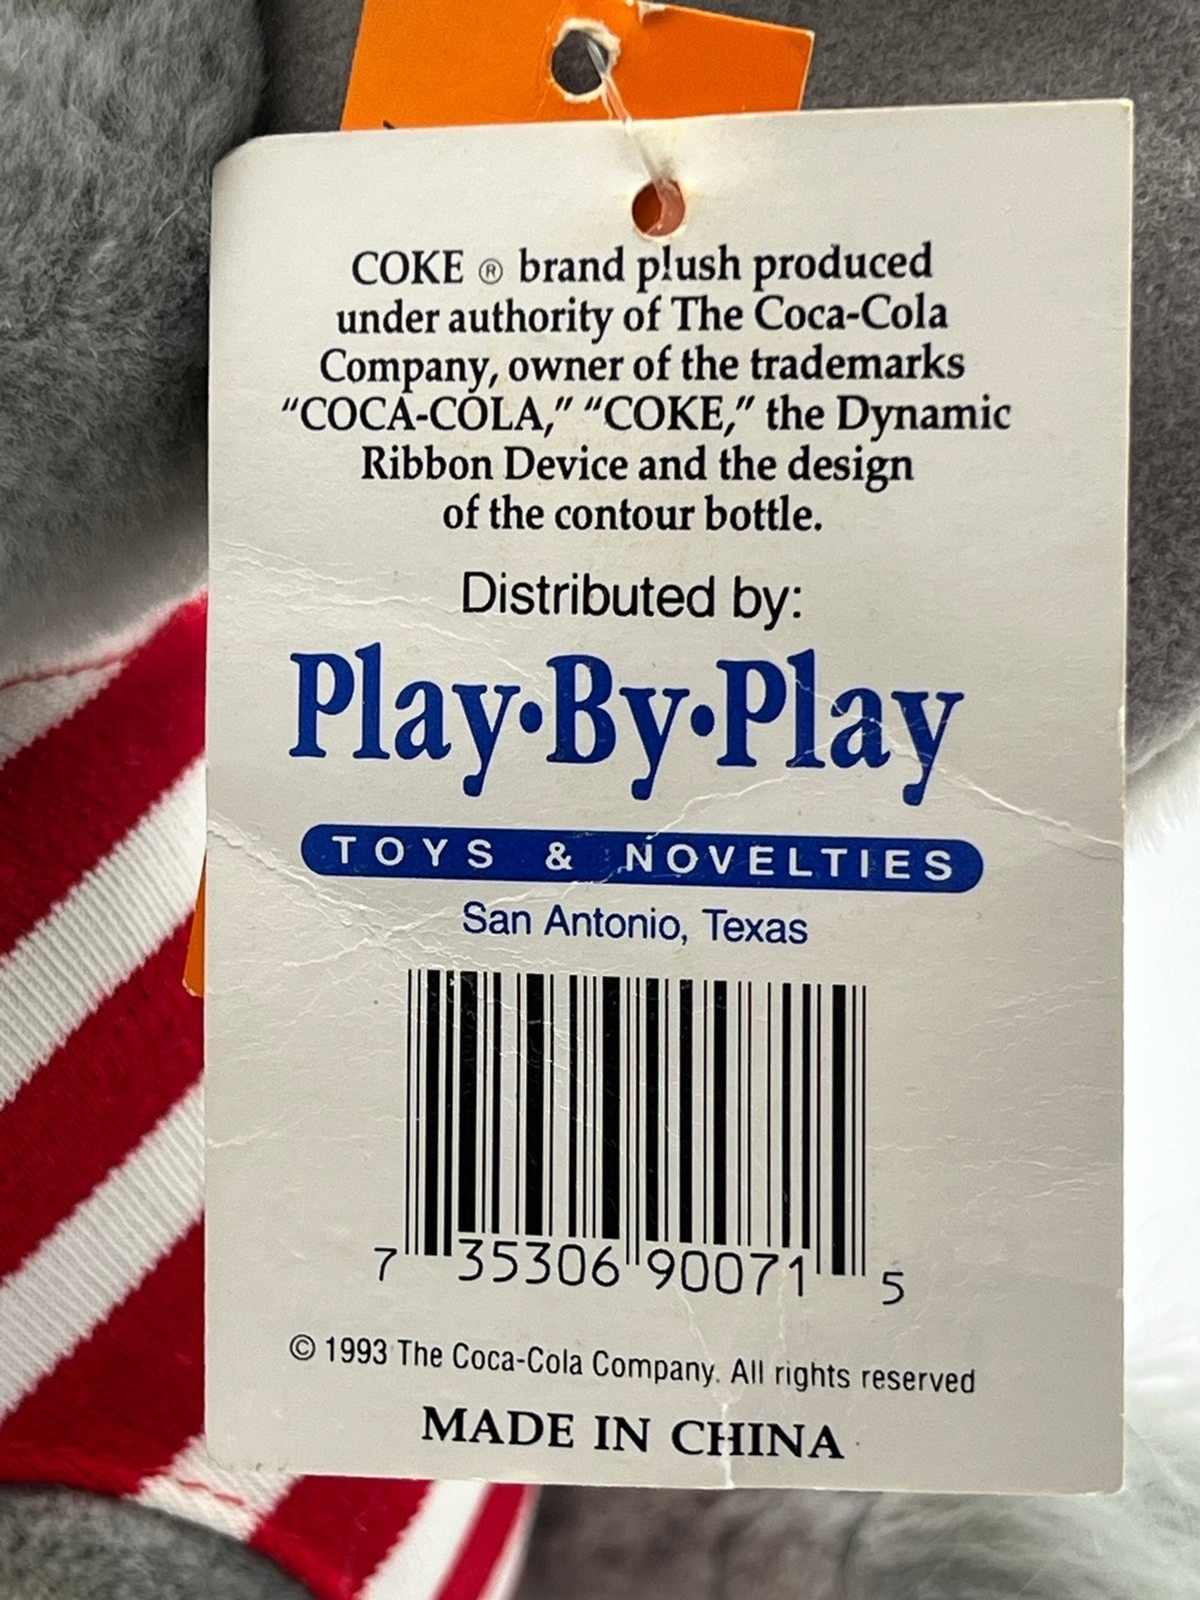 COKE ® brand plush produced
under authority of The Coca-Cola
Company, owner of the trademarks
“COCA-COLA,” “COKE,” the Dynamic
Ribbon Device and the design
of the contour bottle.
Distributed by:
Play•By•Play
TOYS & NOVELTIES
San Antonio, Texas
7 35306 90071 5
© 1993 The Coca-Cola Company. All rights reserved
MADE IN CHINA